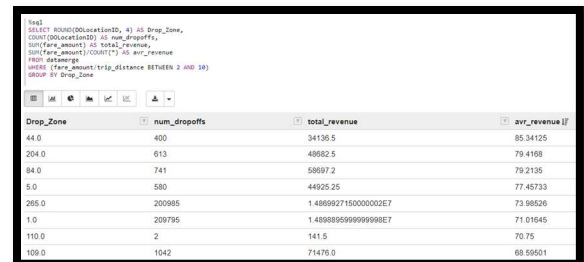 %sql
SELECT ROUND(DOLocationID, 4) AS Drop_Zone,
COUNT(DOLocationID) AS num_dropoffs,
SUM(fare_amount) AS total_revenue,
SUM(fare_amount)/COUNT(*) AS avr_revenue
FROM datamerge
WHERE (fare_amount/trip_distance BETWEEN 2 AND 10)
GROUP BY Drop_Zone
Drop_Zone num_dropoffs total_revenue avr_revenue
44.0 400 34136.5 85.34125
204.0 613 48682.5 79.4168
84.0 741 58697.2 79.2135
5.0 580 44925.25 77.45733
265.0 200985 1.4869927150000002E7 73.98526
1.0 209795 1.4898895999999998E7 71.01645
110.0 2 141.5 70.75
109.0 1042 71476.0 68.59501